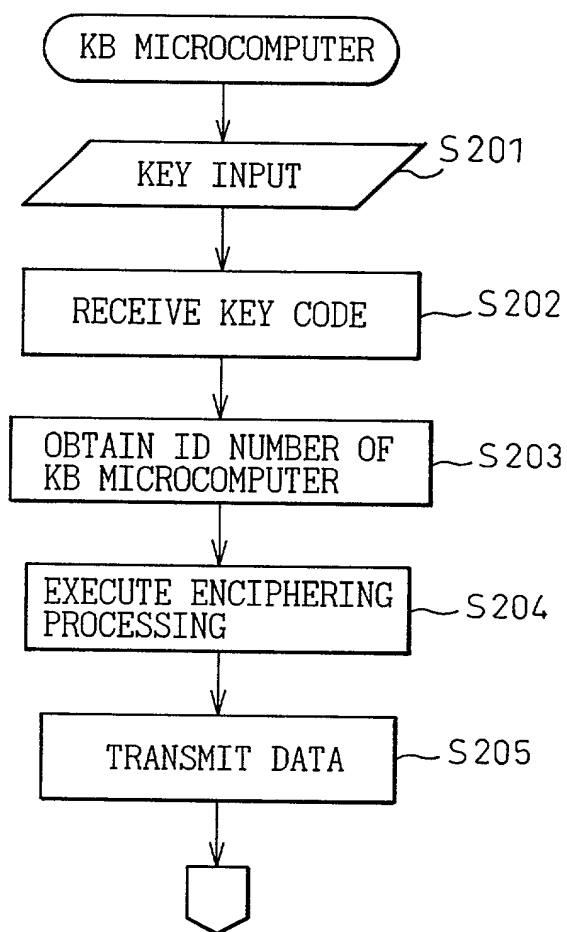 KB MICROCOMPUTER
KEY INPUT
S201
RECEIVE KEY CODE
S202
OBTAIN ID NUMBER OF
KB MICROCOMPUTER
S203
EXECUTE ENCIPHERING
PROCESSING
S204
TRANSMIT DATA
S205